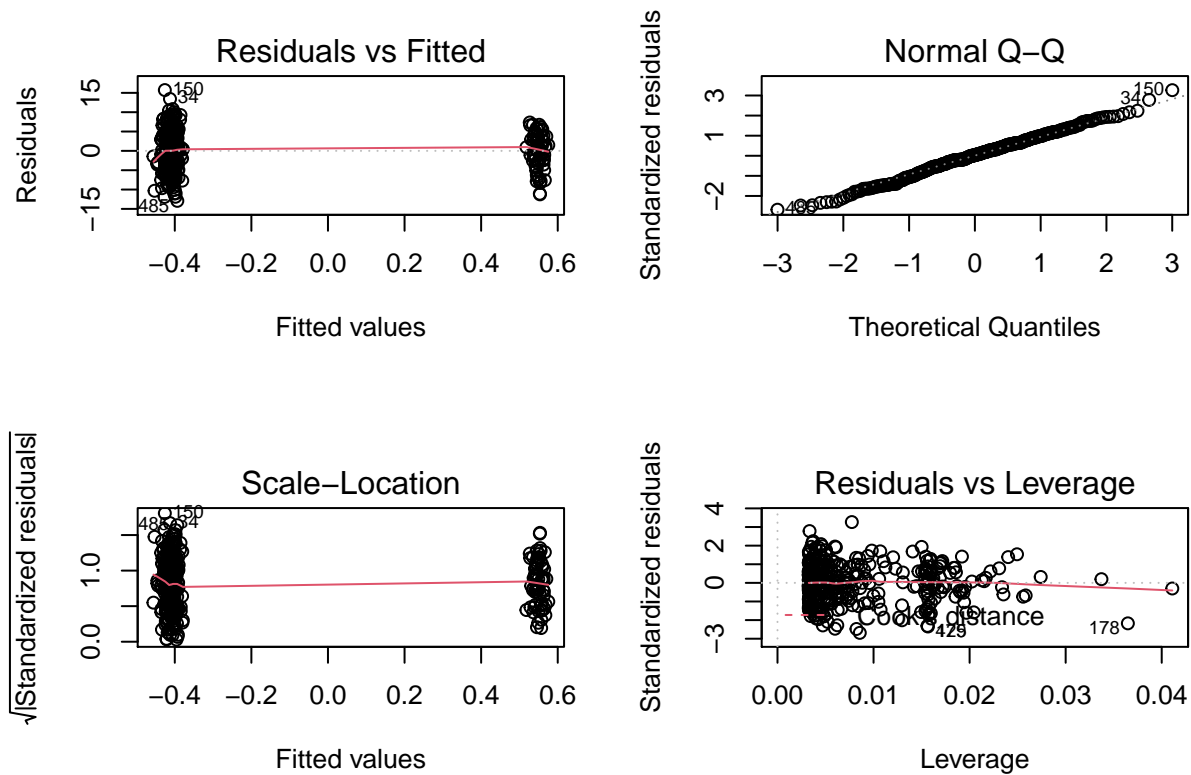 Residuals vs Fitted
Residuals
15
0
−15
150
34
485
−0.4 −0.2 0.0 0.2 0.4 0.6
Fitted values
Normal Q−Q
Standardized residuals
3
1
−2
150
34
485
−3 −2 −1 0 1 2 3
Theoretical Quantiles
Scale−Location
√|Standardized residuals|
1.0
0.0
150
485
34
−0.4 −0.2 0.0 0.2 0.4 0.6
Fitted values
Residuals vs Leverage
Standardized residuals
4
2
0
−3
Cook's distance
178
0.00 0.01 0.02 0.03 0.04
Leverage